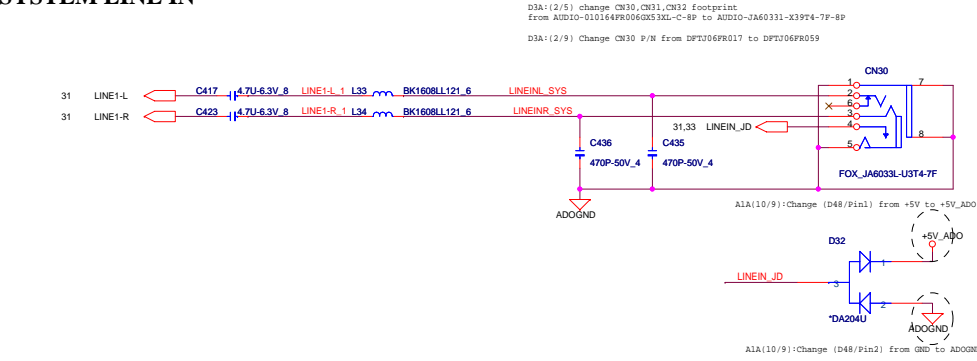 SYSTEM LINE IN
D3A:(2/5) change CN30,CN31,CN32 footprint
from AUDIO-010164FR006GX53XL-C-8P to AUDIO-JA60331-X39T4-7F-8P
D3A:(2/9) Change CN30 P/N from DFTJ06FR017 to DFTJ06FR059
CN30
31 LINE1-L C417 4.7U-6.3V_8 LINE1-L_1 L33 BK1608LL121_6 LINEINL_SYS 1 7
2
31 LINE1-R C423 4.7U-6.3V_8 LINE1-R_1 L34 BK1608LL121_6 LINEINR_SYS 6
3
31,33 LINEIN_JD 4 8
C436 C435 5
470P-50V_4 470P-50V_4
FOX_JA6033L-U3T4-7F
ADOGND
A1A(10/9):Change (D48/Pin1) from +5V to +5V_ADO
D32 +5V_ADO
1
LINEIN_JD 3
2
*DA204U ADOGND
A1A(10/9):Change (D48/Pin2) from GND to ADOGN